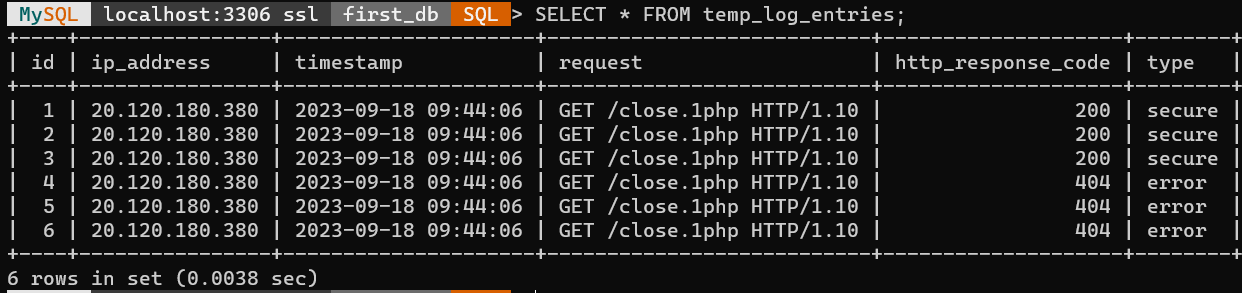 MySQL localhost:3306 ssl first_db SQL > SELECT * FROM temp_log_entries;
+----+----------------+---------------------+---------------------------+--------------------+--------+
| id | ip_address | timestamp | request | http_response_code | type |
+----+----------------+---------------------+---------------------------+--------------------+--------+
| 1 | 20.120.180.380 | 2023-09-18 09:44:06 | GET /close.1php HTTP/1.10 | 200 | secure |
| 2 | 20.120.180.380 | 2023-09-18 09:44:06 | GET /close.1php HTTP/1.10 | 200 | secure |
| 3 | 20.120.180.380 | 2023-09-18 09:44:06 | GET /close.1php HTTP/1.10 | 200 | secure |
| 4 | 20.120.180.380 | 2023-09-18 09:44:06 | GET /close.1php HTTP/1.10 | 404 | error |
| 5 | 20.120.180.380 | 2023-09-18 09:44:06 | GET /close.1php HTTP/1.10 | 404 | error |
| 6 | 20.120.180.380 | 2023-09-18 09:44:06 | GET /close.1php HTTP/1.10 | 404 | error |
+----+----------------+---------------------+---------------------------+--------------------+--------+
6 rows in set (0.0038 sec)